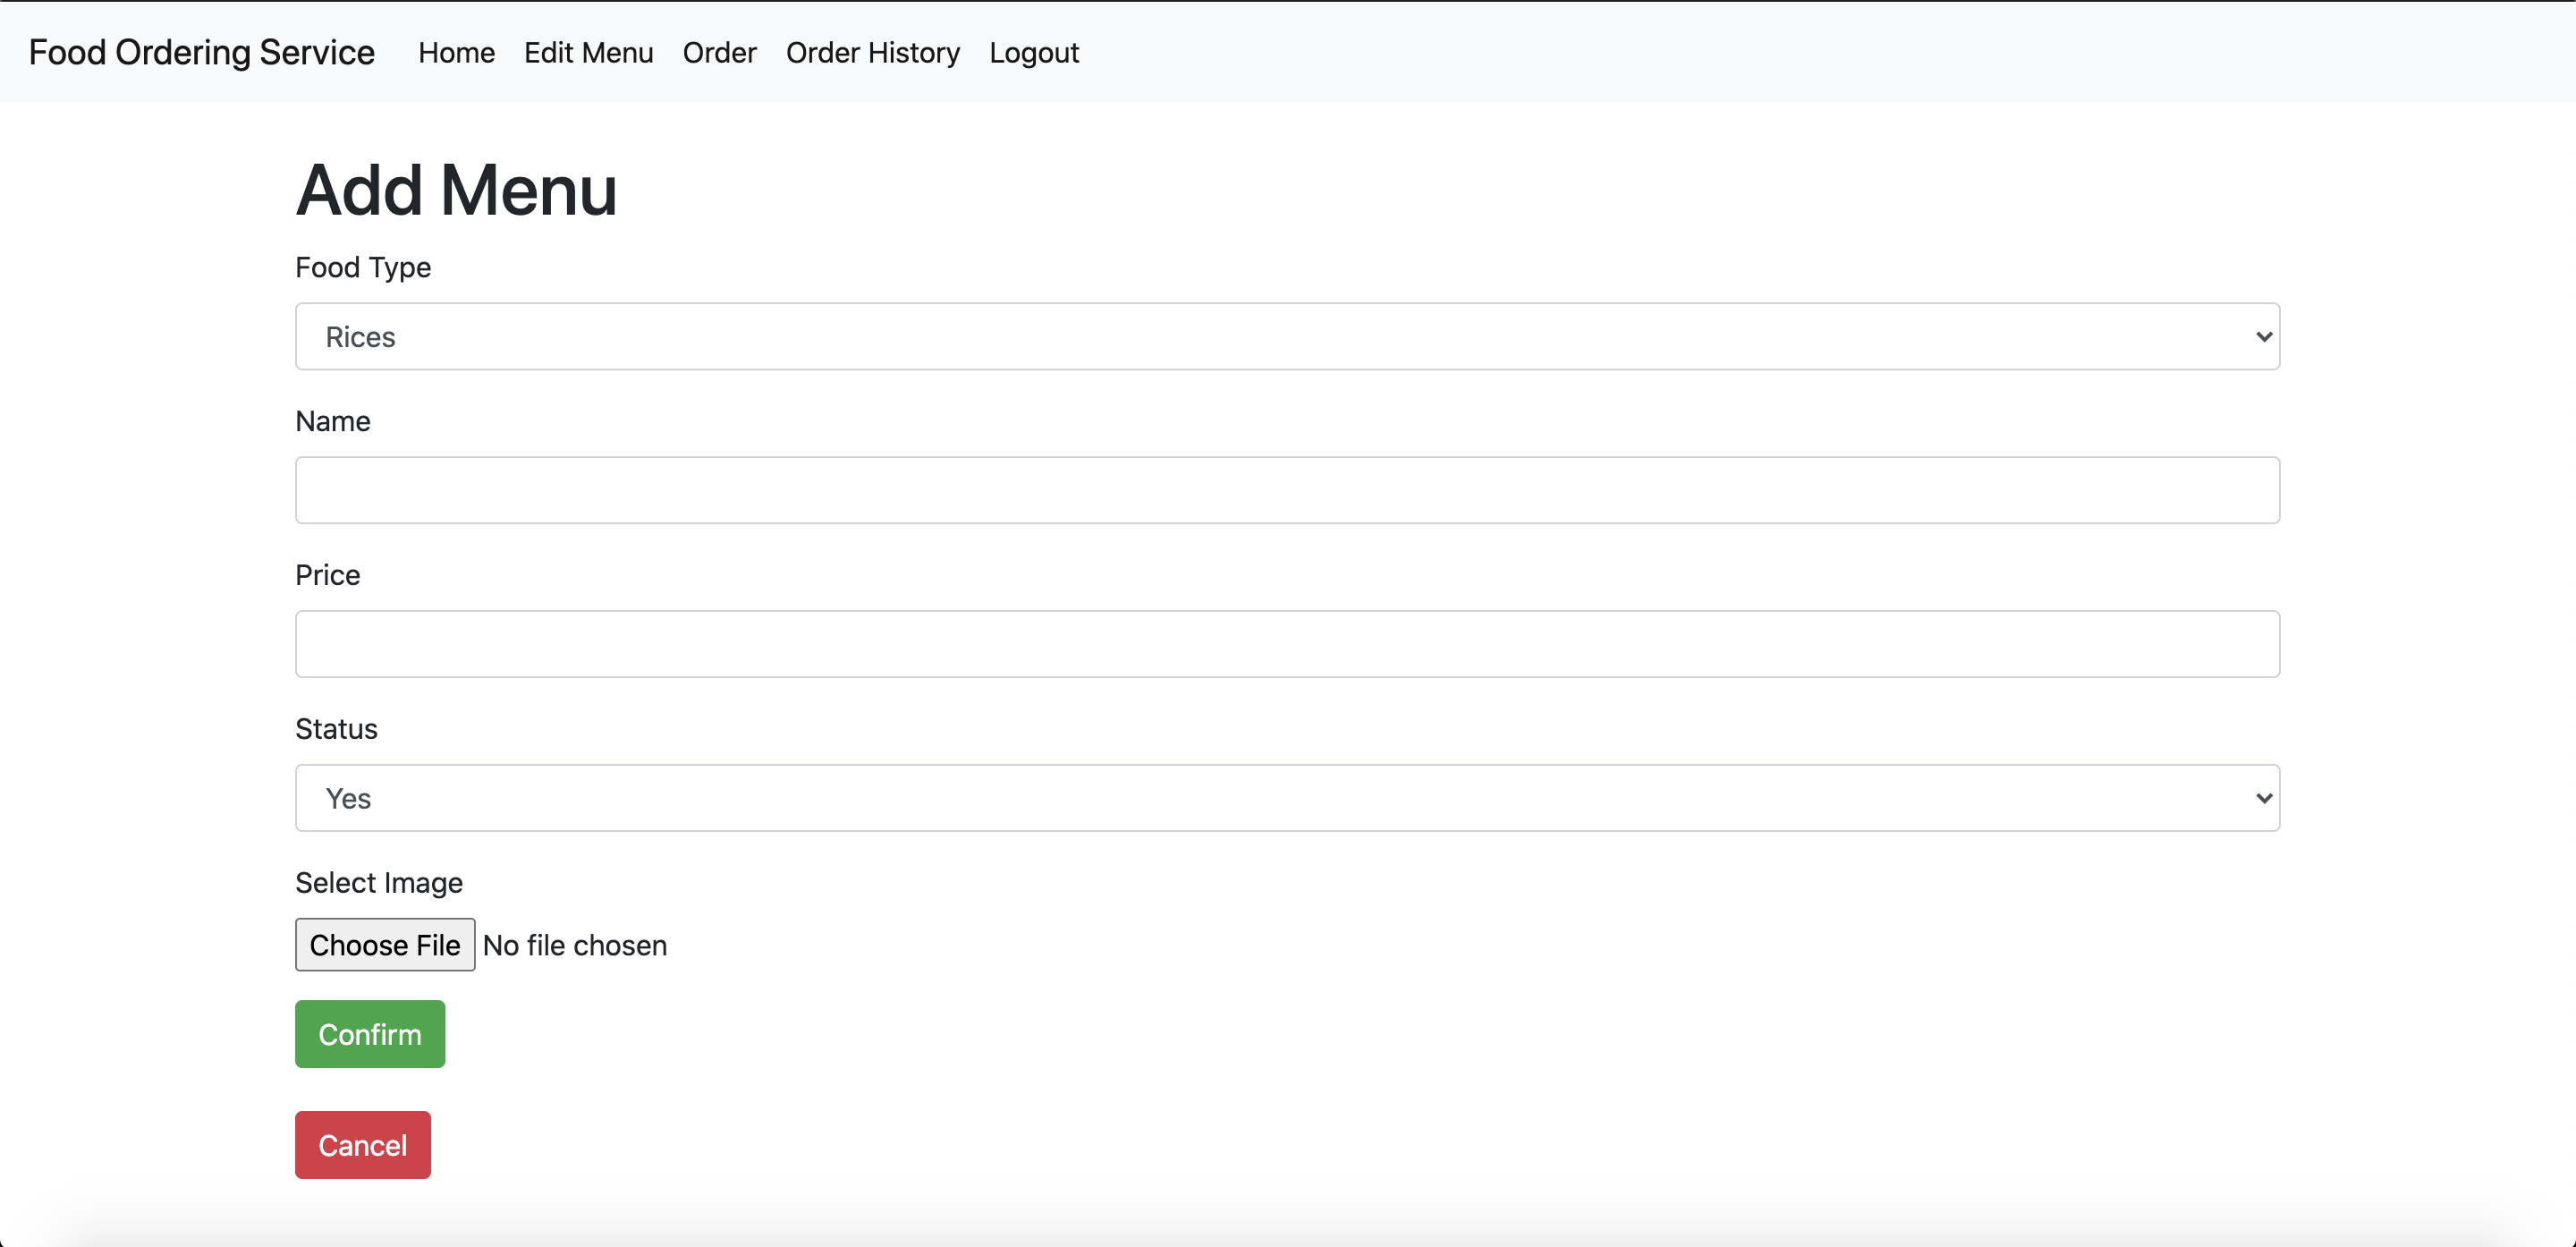 Food Ordering Service Home Edit Menu Order Order History Logout
Add Menu
Food Type
Rices
Name
Price
Status
Yes
Select Image
Choose File No file chosen
Confirm
Cancel